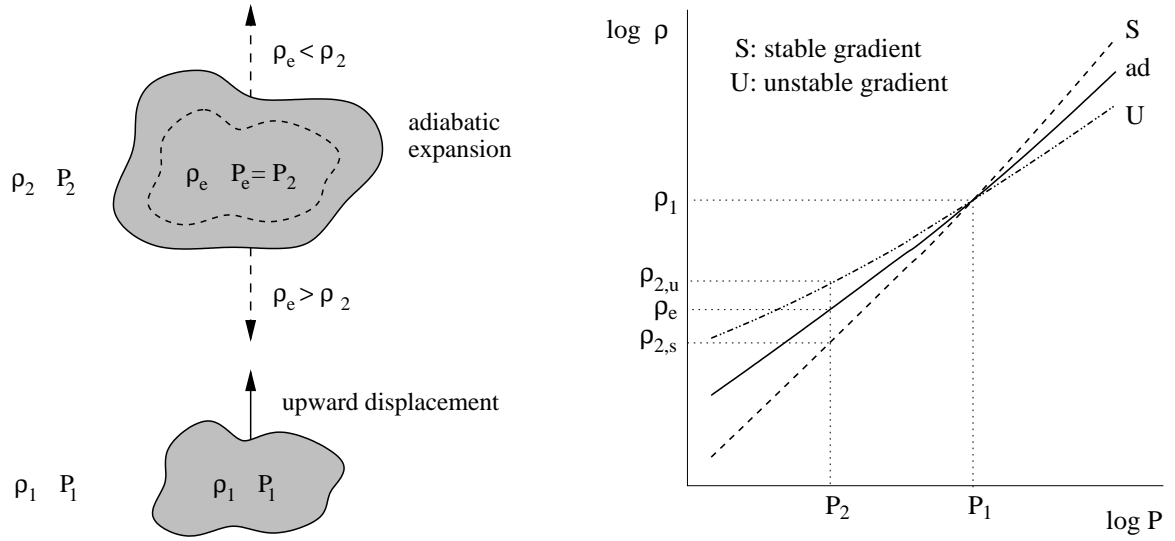 ρe < ρ2
adiabatic
expansion
ρ2 P2
ρe Pe = P2
ρe > ρ2
upward displacement
ρ1 P1
ρ1 P1
log ρ
S: stable gradient
U: unstable gradient
S
ad
U
ρ1
ρ2,u
ρe
ρ2,s
P2
P1
log P